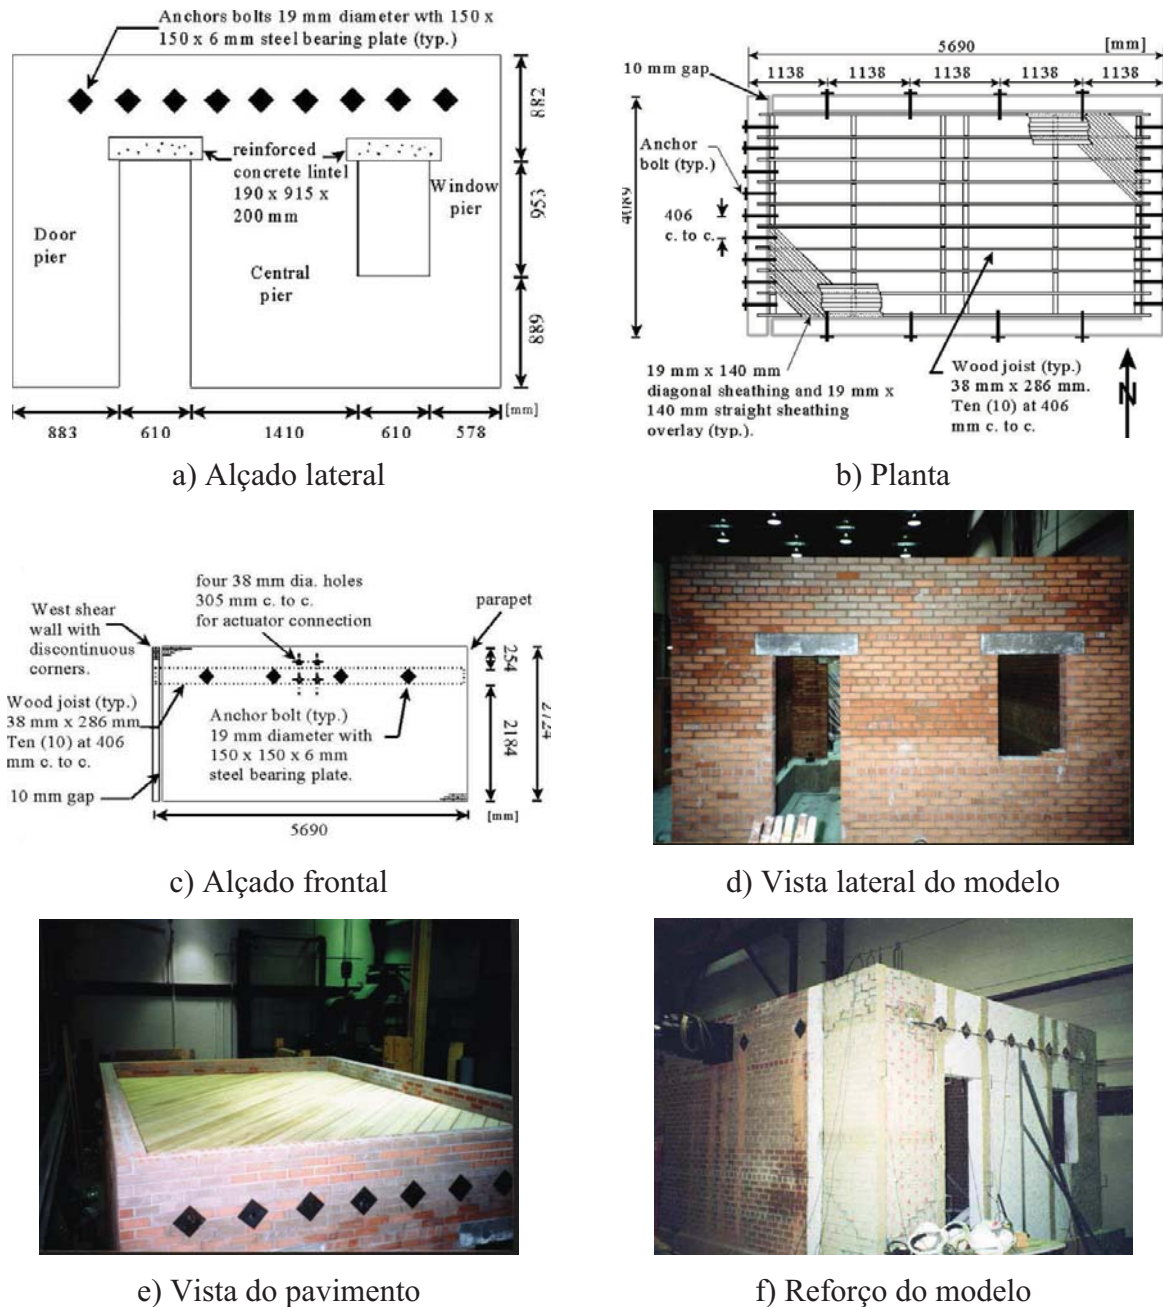 Anchors bolts 19 mm diameter wth 150 x
150 x 6 mm steel bearing plate (typ.)
882
reinforced
concrete lintel
190 x 915 x
200 mm
Window
pier
953
Door
pier
Central
pier
889
[mm]
883
610
1410
610
578
a) Alçado lateral
5690
[mm]
10 mm gap
1138
1138
1138
1138
1138
Anchor
bolt (typ.)
4089
406
c. to c.
19 mm x 140 mm
diagonal sheathing and 19 mm x
140 mm straight sheathing
overlay (typ.).
Wood joist (typ.)
38 mm x 286 mm.
Ten (10) at 406
mm c. to c.
N
b) Planta
four 38 mm dia. holes
305 mm c. to c.
for actuator connection
parapet
West shear
wall with
discontinuous
corners.
254
Wood joist (typ.)
38 mm x 286 mm
Ten (10) at 406
mm c. to c.
Anchor bolt (typ.)
19 mm diameter with
150 x 150 x 6 mm
steel bearing plate.
2184
2724
10 mm gap
[mm]
5690
c) Alçado frontal
d) Vista lateral do modelo
e) Vista do pavimento
f) Reforço do modelo